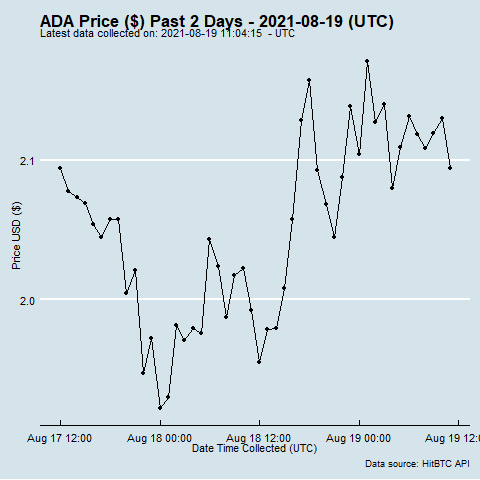 ADA Price ($) Past 2 Days - 2021-08-19 (UTC)
Latest data collected on: 2021-08-19 11:04:15 - UTC
Price USD ($)
2.1
2.0
Aug 17 12:00 Aug 18 00:00 Aug 18 12:00 Aug 19 00:00 Aug 19 12:
Date Time Collected (UTC)
Data source: HitBTC API